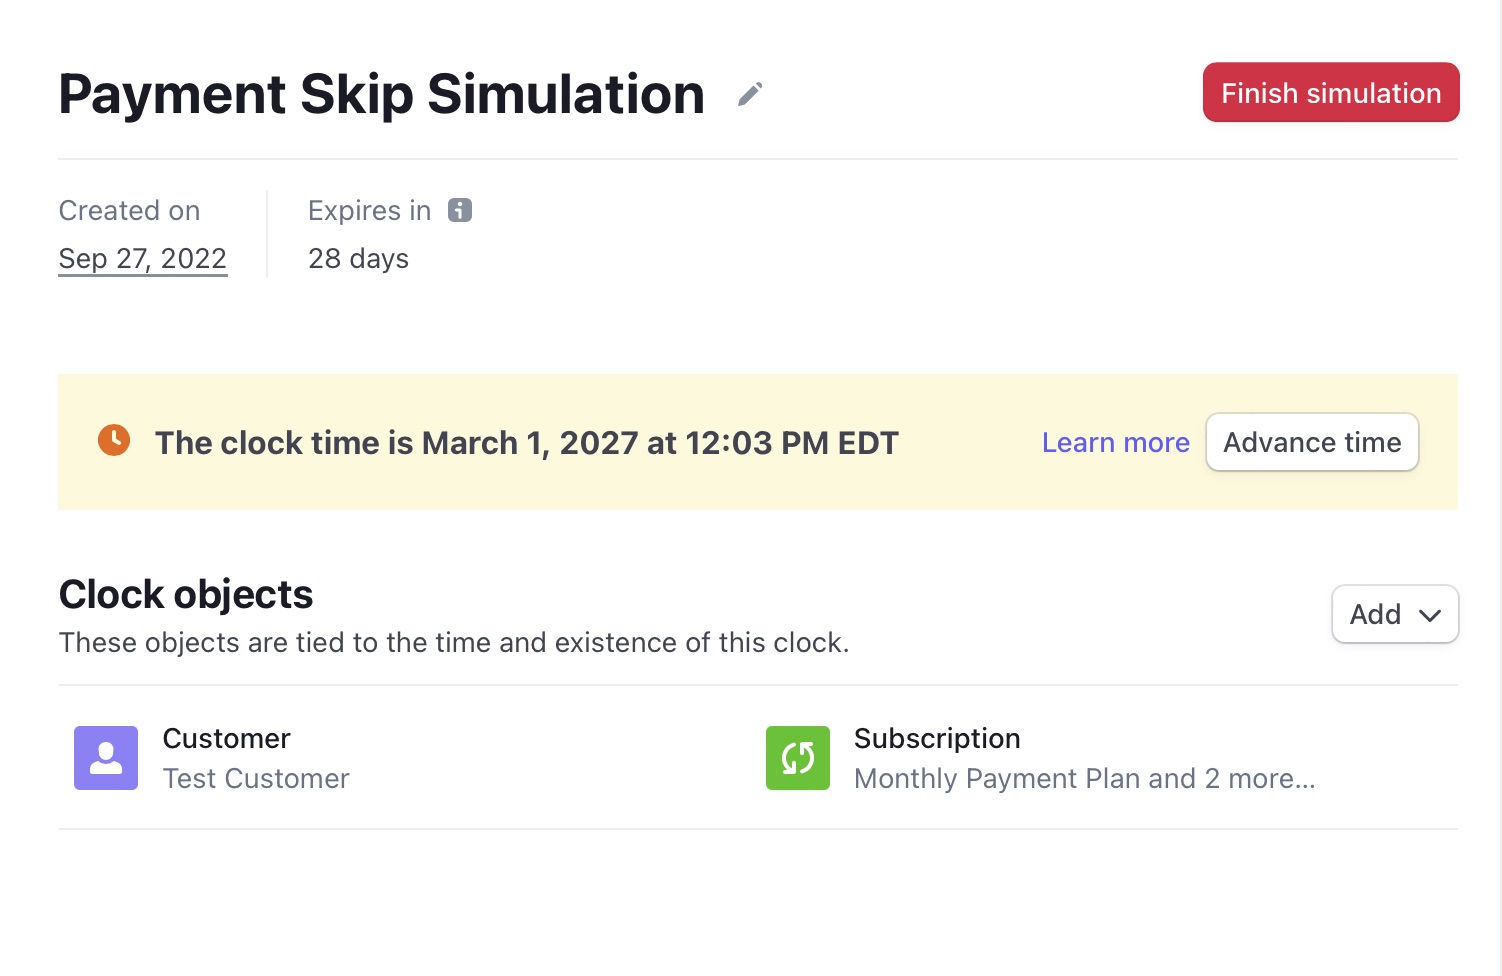 Payment Skip Simulation
Finish simulation
Created on
Sep 27, 2022
Expires in
28 days
The clock time is March 1, 2027 at 12:03 PM EDT
Learn more
Advance time
Clock objects
These objects are tied to the time and existence of this clock.
Add
Customer
Test Customer
Subscription
Monthly Payment Plan and 2 more...